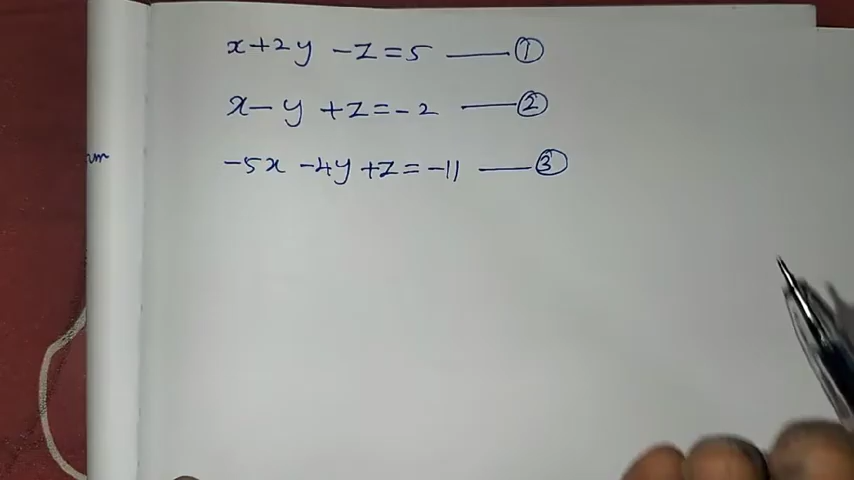 x+2y -z=5 —— ①
x-y +z=-2 —— ②
-5x -4y +z=-11 —— ③